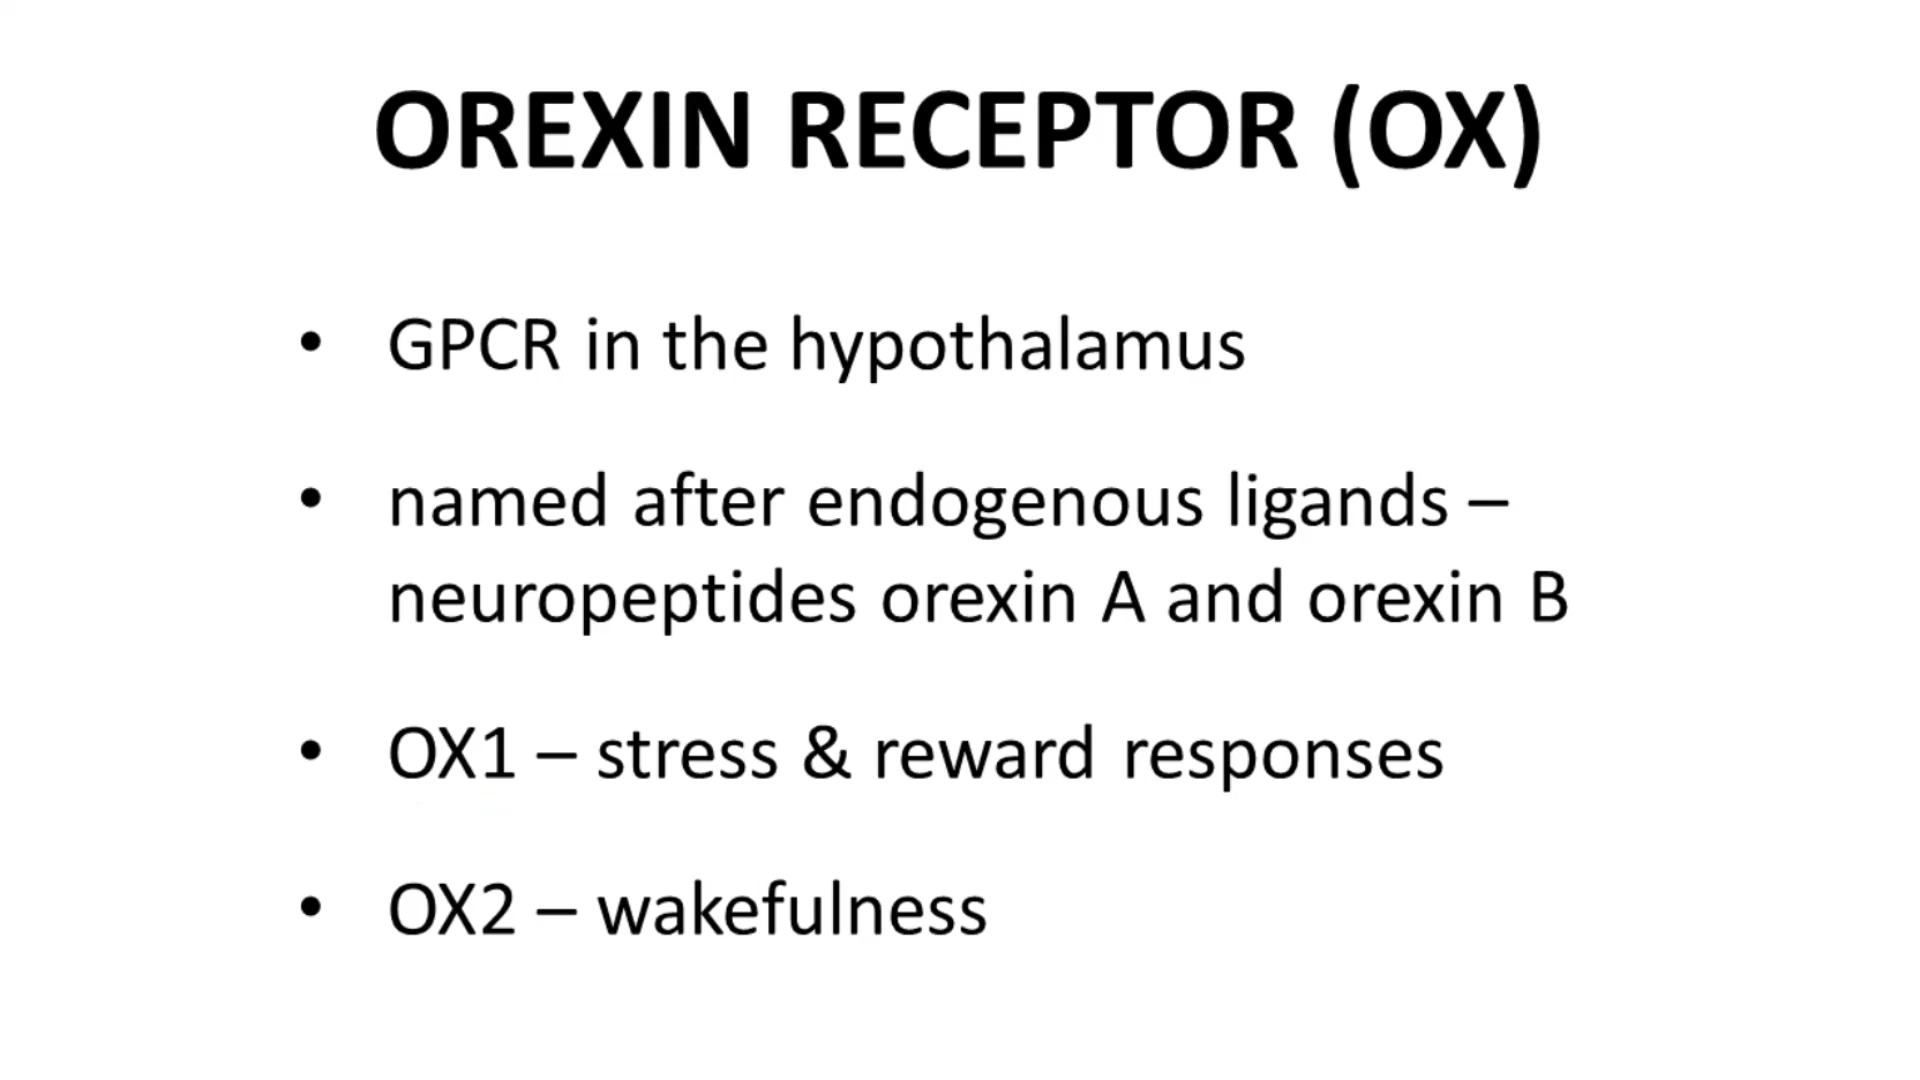 OREXIN RECEPTOR (OX)
• GPCR in the hypothalamus
• named after endogenous ligands –
neuropeptides orexin A and orexin B
• OX1 – stress & reward responses
• OX2 – wakefulness